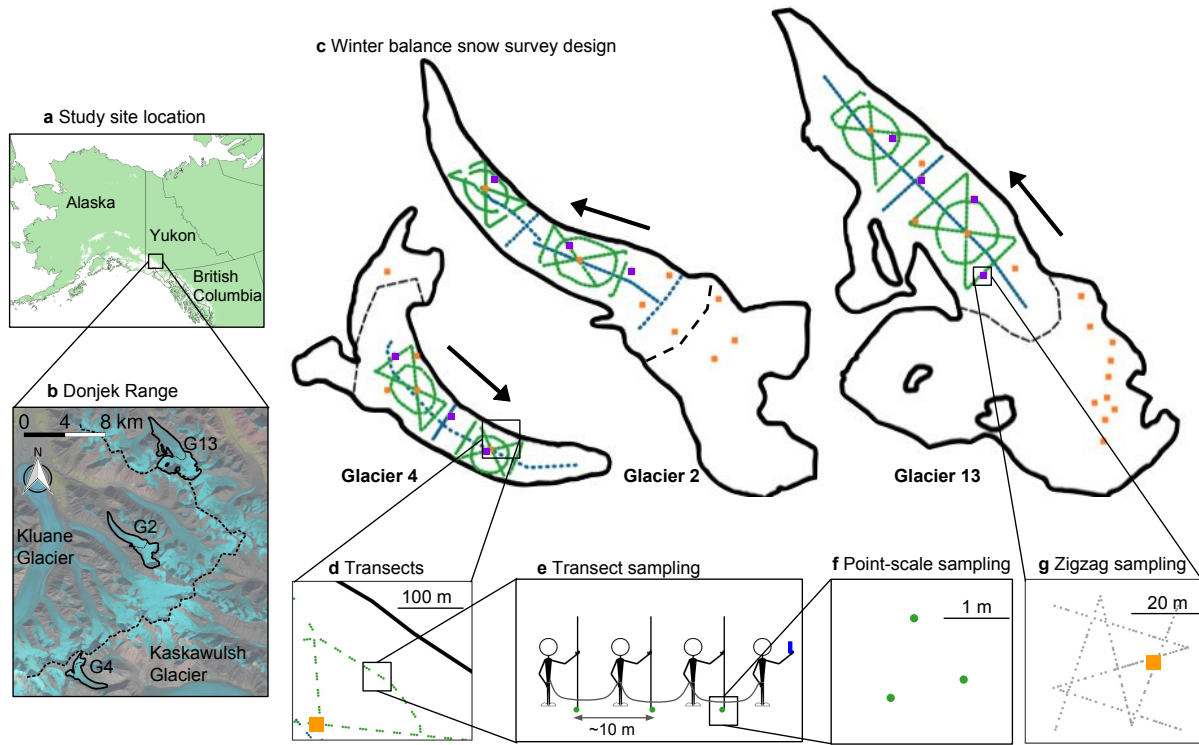 c Winter balance snow survey design
a Study site location
Alaska
Yukon
British
Columbia
b Donjek Range
0 4 8 km
N
G13
G2
Kluane
Glacier
Kaskawulsh
Glacier
G4
Glacier 4
Glacier 2
Glacier 13
d Transects
100 m
e Transect sampling
~10 m
f Point-scale sampling
1 m
g Zigzag sampling
20 m